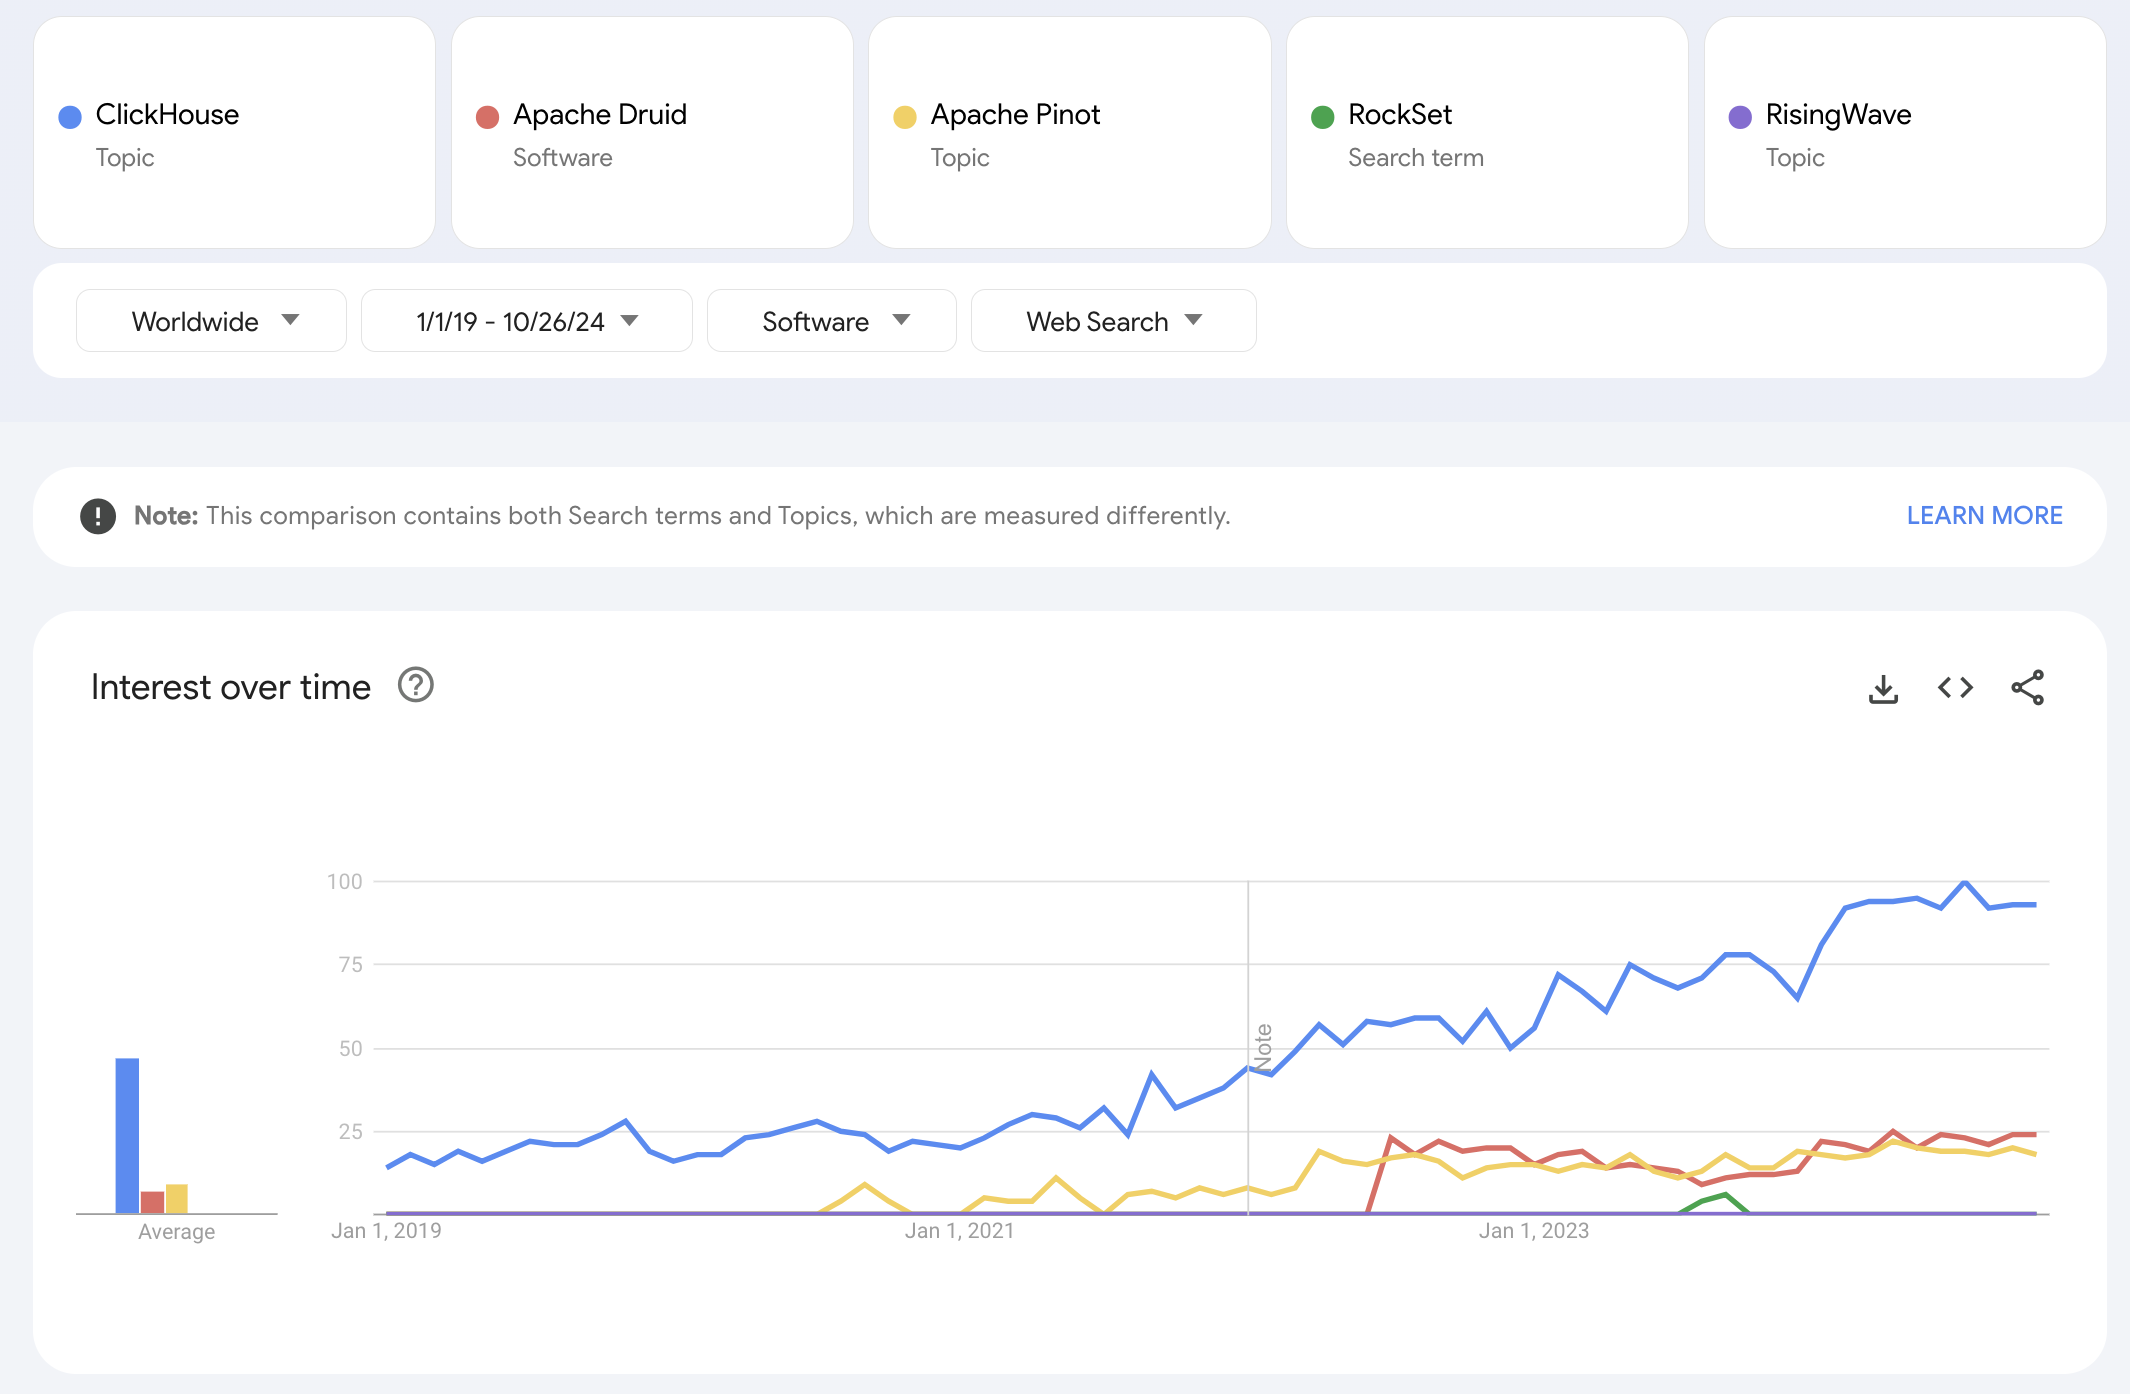 ClickHouse
Topic
Apache Druid
Software
Apache Pinot
Topic
RockSet
Search term
RisingWave
Topic
Worldwide
1/1/19 - 10/26/24
Software
Web Search
Note: This comparison contains both Search terms and Topics, which are measured differently.
LEARN MORE
Interest over time
100
75
50
25
Note
Average
Jan 1, 2019
Jan 1, 2021
Jan 1, 2023